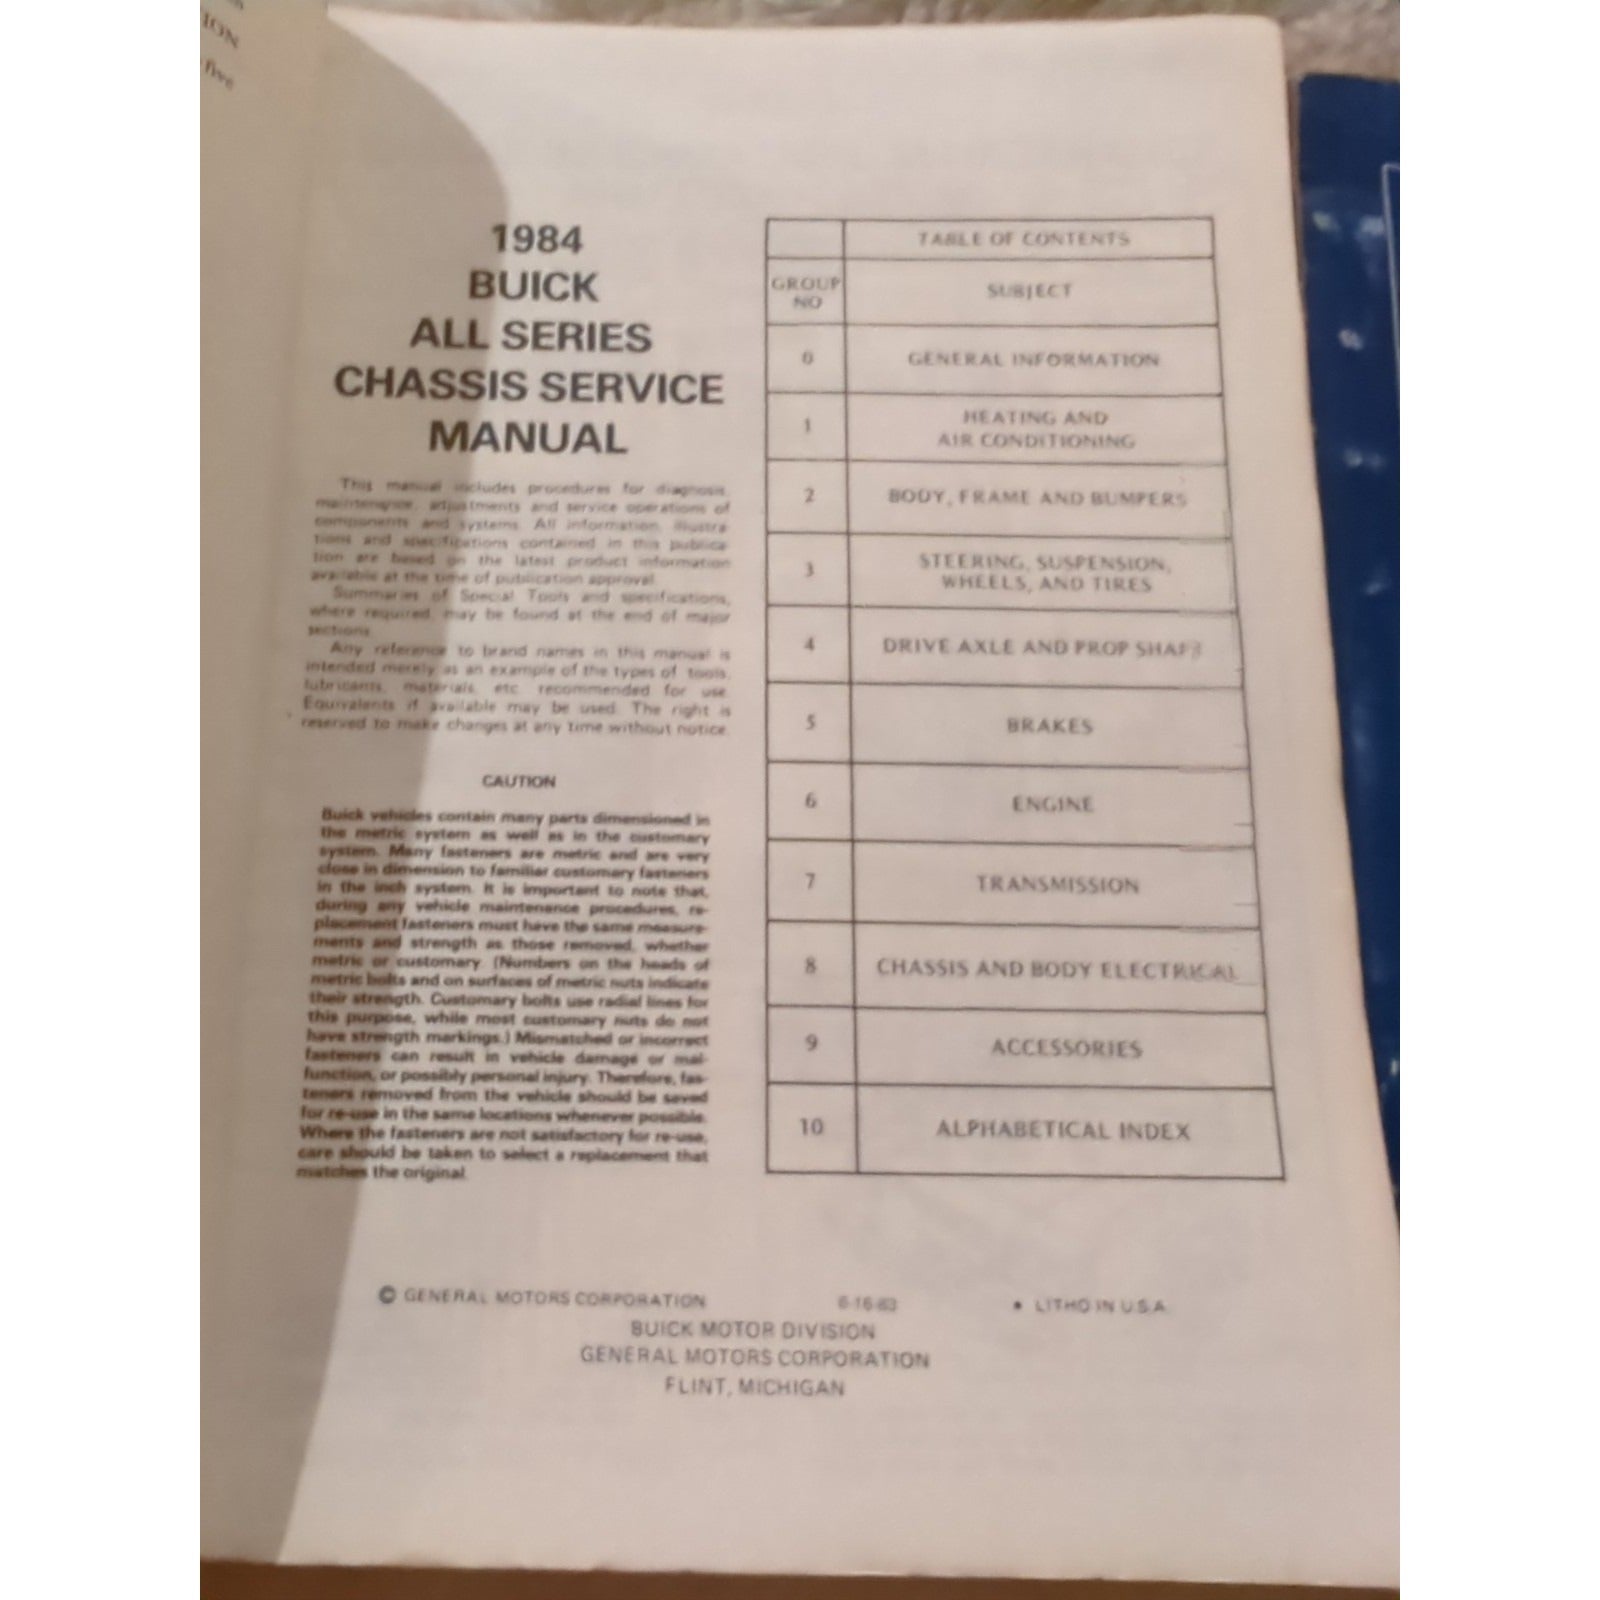 ION
five
1984
BUICK
ALL SERIES
CHASSIS SERVICE
MANUAL
This manual includes procedures for diagnosis,
maintenance, adjustments and service operations of
components and systems. All information, illustra-
tions and specifications contained in this publica-
tion are based on the latest product information
available at the time of publication approval.
Summaries of Special Tools and specifications,
where required, may be found at the end of major
sections.
Any reference to brand names in this manual is
intended merely as an example of the types of tools,
lubricants, materials, etc. recommended for use.
Equivalents if available may be used. The right is
reserved to make changes at any time without notice.
CAUTION
Buick vehicles contain many parts dimensioned in
the metric system as well as in the customary
system. Many fasteners are metric and are very
close in dimension to familiar customary fasteners
in the inch system. It is important to note that,
during any vehicle maintenance procedures, re-
placement fasteners must have the same measure-
ments and strength as those removed, whether
metric or customary. (Numbers on the heads of
metric bolts and on surfaces of metric nuts indicate
their strength. Customary bolts use radial lines for
this purpose, while most customary nuts do not
have strength markings.) Mismatched or incorrect
fasteners can result in vehicle damage or mal-
function, or possibly personal injury. Therefore, fas-
teners removed from the vehicle should be saved
for re-use in the same locations whenever possible.
Where the fasteners are not satisfactory for re-use,
care should be taken to select a replacement that
matches the original.
TABLE OF CONTENTS
GROUP NO SUBJECT
0 GENERAL INFORMATION
1 HEATING AND
AIR CONDITIONING
2 BODY, FRAME AND BUMPERS
3 STEERING, SUSPENSION,
WHEELS, AND TIRES
4 DRIVE AXLE AND PROP SHAFT
5 BRAKES
6 ENGINE
7 TRANSMISSION
8 CHASSIS AND BODY ELECTRICAL
9 ACCESSORIES
10 ALPHABETICAL INDEX
© GENERAL MOTORS CORPORATION 6-16-83 • LITHO IN U.S.A.
BUICK MOTOR DIVISION
GENERAL MOTORS CORPORATION
FLINT, MICHIGAN